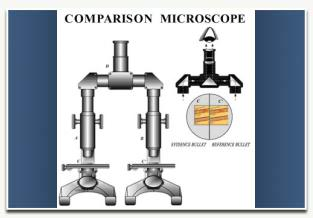 COMPARISON MICROSCOPE
D
A
B
C
C'
C
C'
EVIDENCE BULLET REFERENCE BULLET